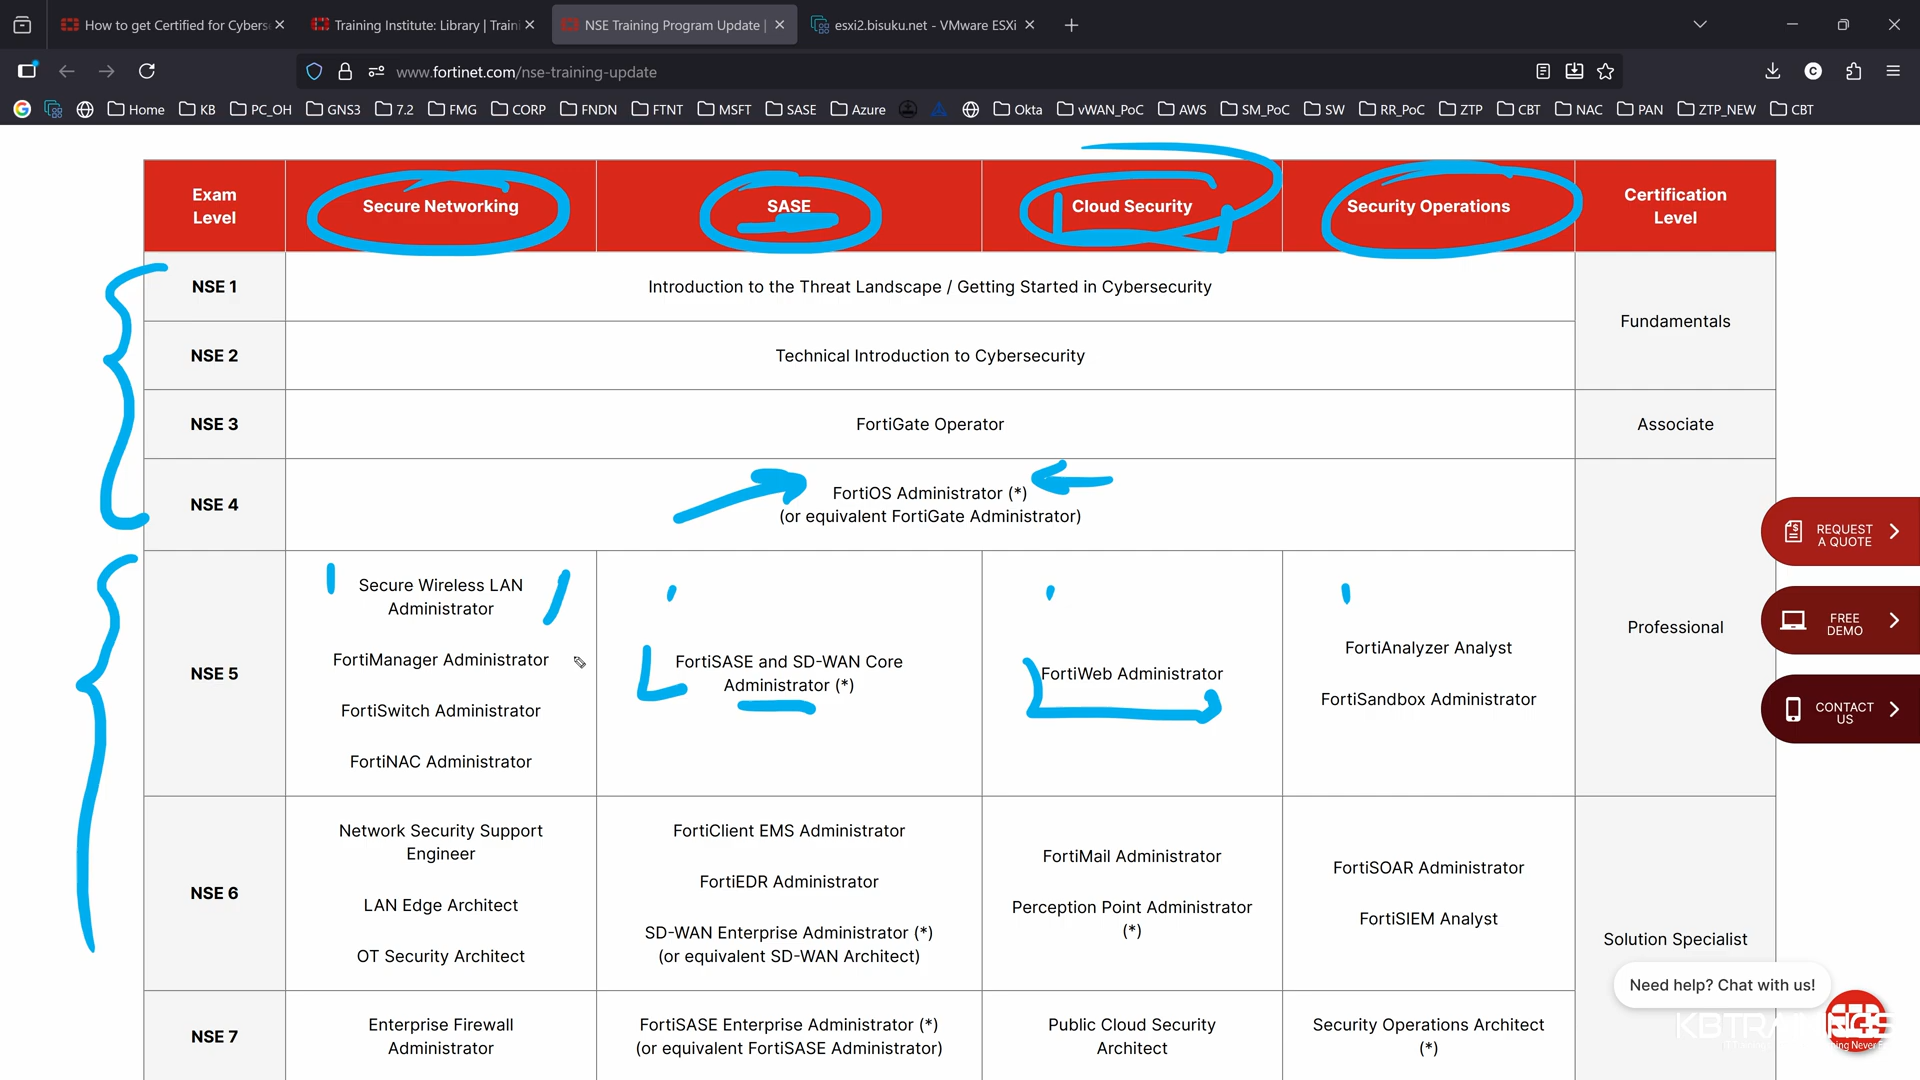 How to get Certified for Cyberse
Training Institute: Library | Traini
NSE Training Program Update |
esxi2.bisuku.net - VMware ESXi
www.fortinet.com/nse-training-update
Home
KB
PC_OH
GNS3
7.2
FMG
CORP
FNDN
FTNT
MSFT
SASE
Azure
Okta
vWAN_PoC
AWS
SM_PoC
SW
RR_PoC
ZTP
CBT
NAC
PAN
ZTP_NEW
CBT
Exam
Level
Secure Networking
SASE
Cloud Security
Security Operations
Certification
Level
NSE 1
Introduction to the Threat Landscape / Getting Started in Cybersecurity
Fundamentals
NSE 2
Technical Introduction to Cybersecurity
NSE 3
FortiGate Operator
Associate
NSE 4
FortiOS Administrator (*)
(or equivalent FortiGate Administrator)
Professional
NSE 5
Secure Wireless LAN
Administrator
FortiManager Administrator
FortiSwitch Administrator
FortiNAC Administrator
FortiSASE and SD-WAN Core
Administrator (*)
FortiWeb Administrator
FortiAnalyzer Analyst
FortiSandbox Administrator
NSE 6
Network Security Support
Engineer
LAN Edge Architect
OT Security Architect
FortiClient EMS Administrator
FortiEDR Administrator
SD-WAN Enterprise Administrator (*)
(or equivalent SD-WAN Architect)
FortiMail Administrator
Perception Point Administrator
(*)
FortiSOAR Administrator
FortiSIEM Analyst
Solution Specialist
NSE 7
Enterprise Firewall
Administrator
FortiSASE Enterprise Administrator (*)
(or equivalent FortiSASE Administrator)
Public Cloud Security
Architect
Security Operations Architect
(*)
REQUEST
A QUOTE
FREE
DEMO
CONTACT
US
Need help? Chat with us!